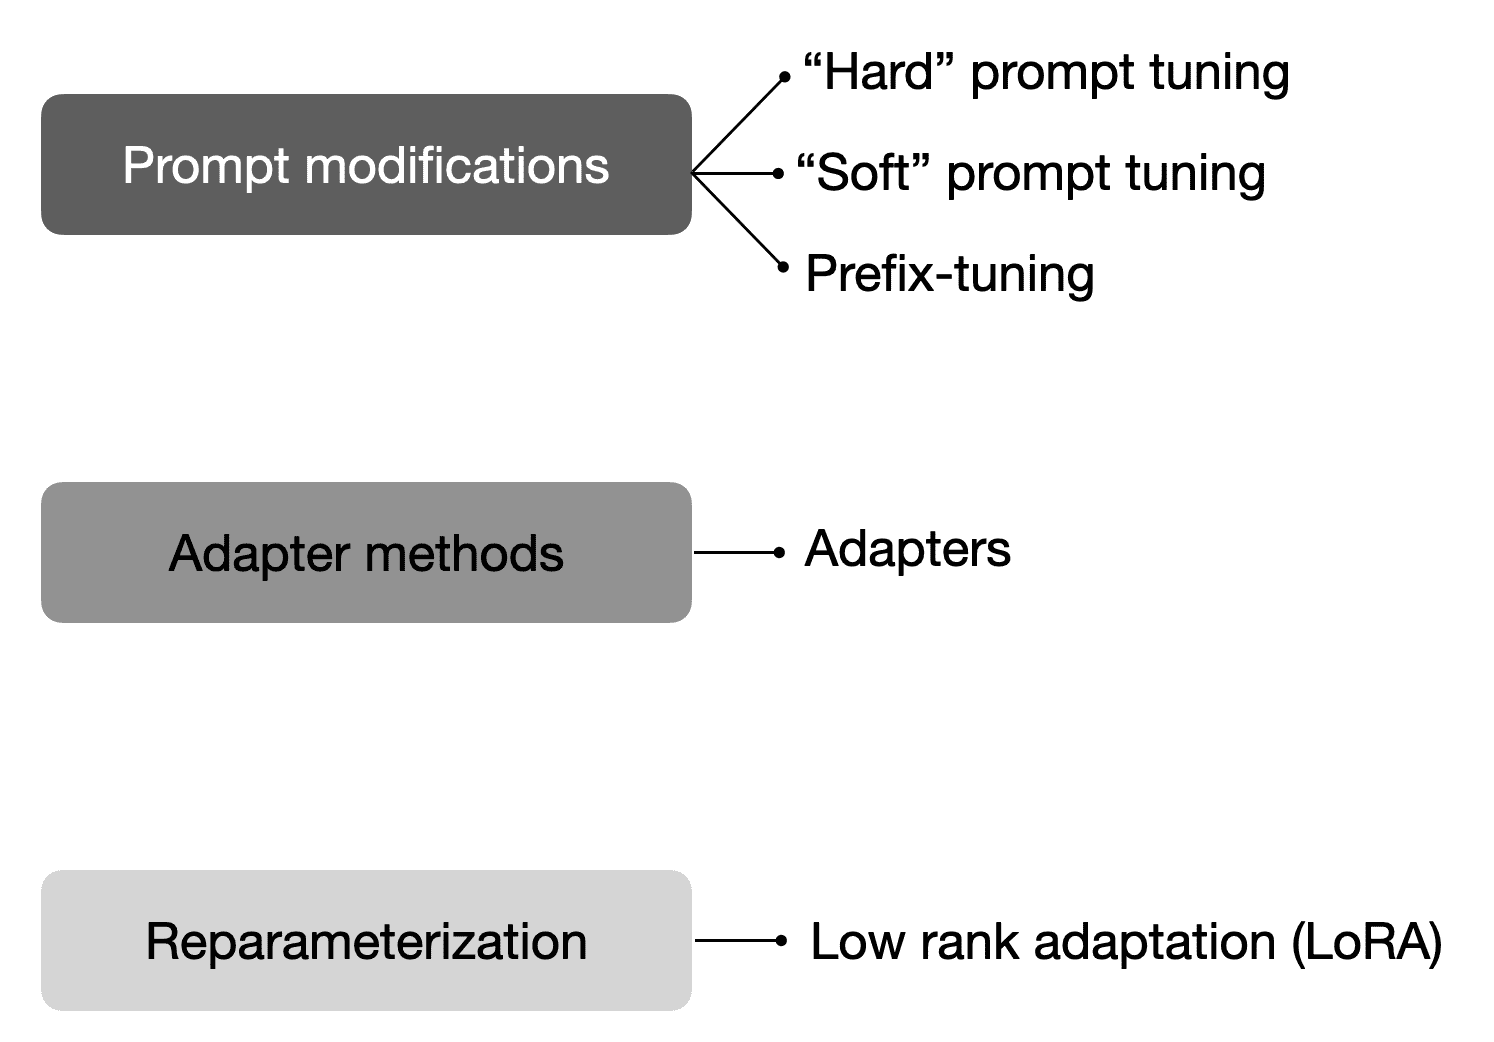 Prompt modifications
“Hard” prompt tuning
“Soft” prompt tuning
Prefix-tuning
Adapter methods
Adapters
Reparameterization
Low rank adaptation (LoRA)